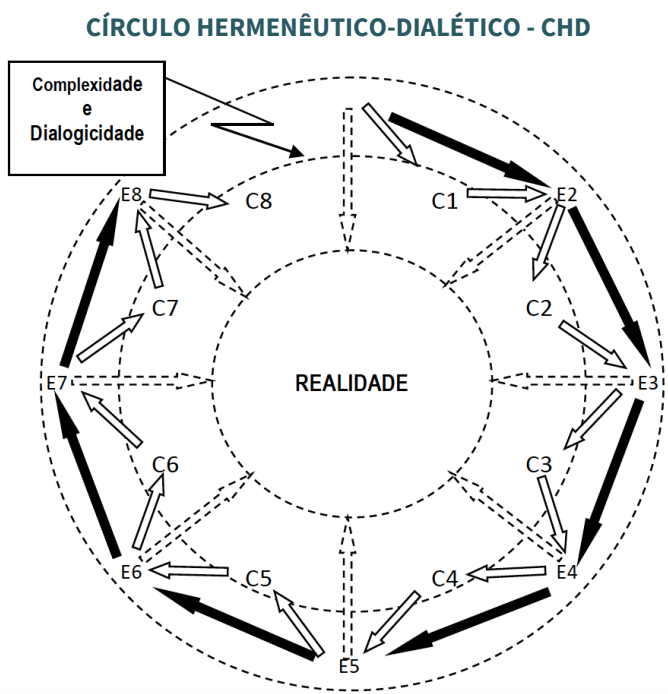 CÍRCULO HERMENÊUTICO-DIALÉTICO - CHD
Complexidade
e
Dialogicidade
E8
C8
C1
E2
C7
C2
E7
REALIDADE
E3
C6
C3
E6
C5
C4
E4
E5